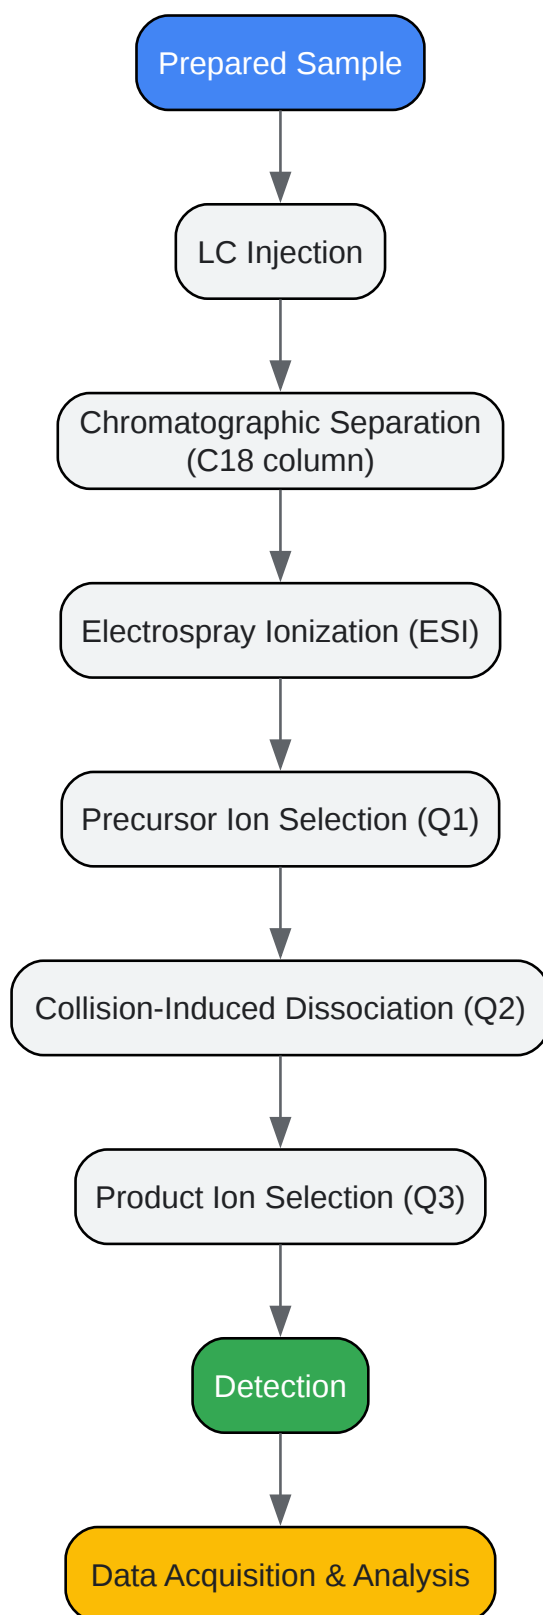 Prepared Sample
LC Injection
Chromatographic Separation
(C18 column)
Electrospray Ionization (ESI)
Precursor Ion Selection (Q1)
Collision-Induced Dissociation (Q2)
Product Ion Selection (Q3)
Detection
Data Acquisition & Analysis